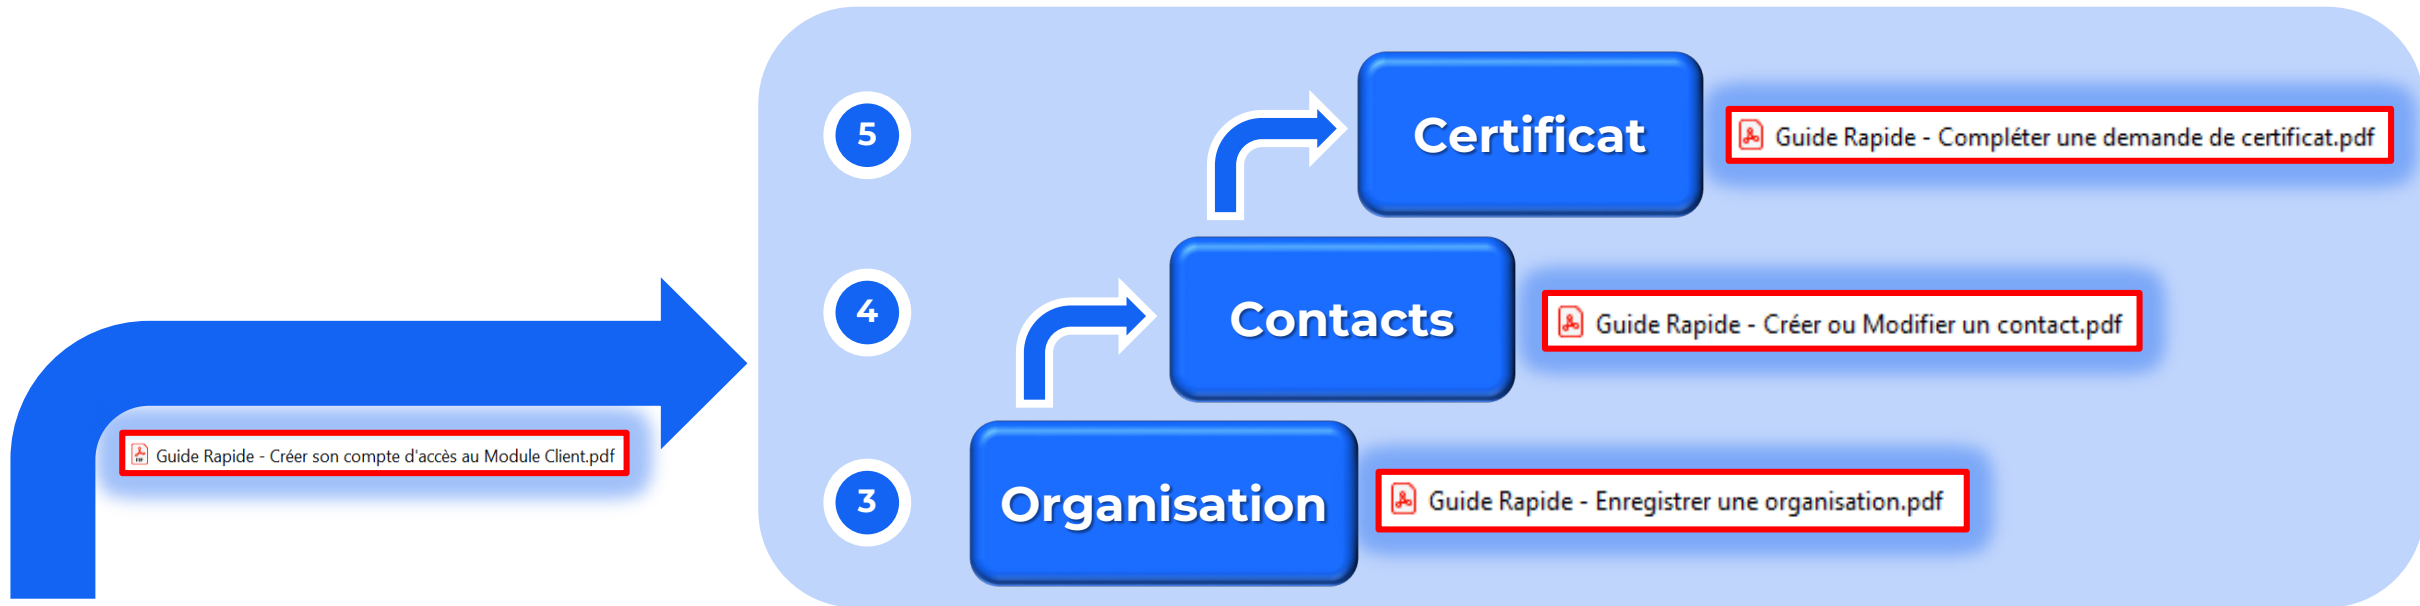 5
Certificat
Guide Rapide - Compléter une demande de certificat.pdf
4
Contacts
Guide Rapide - Créer ou Modifier un contact.pdf
Guide Rapide - Créer son compte d'accès au Module Client.pdf
3
Organisation
Guide Rapide - Enregistrer une organisation.pdf